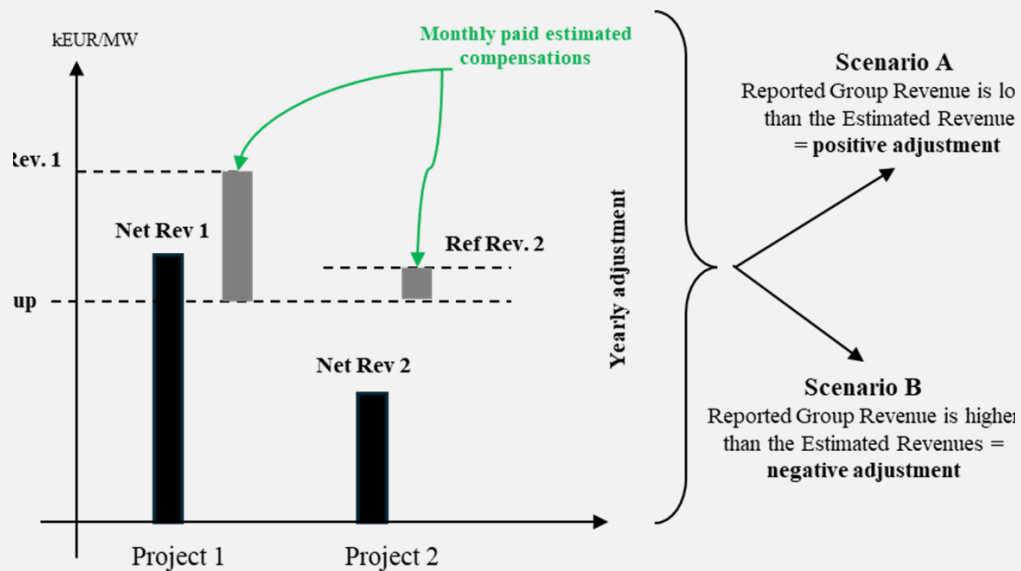 kEUR/MW
Monthly paid estimated
compensations
Rev. 1
Net Rev 1
Ref Rev. 2
up
Net Rev 2
Project 1
Project 2
Yearly adjustment
Scenario A
Reported Group Revenue is lo
than the Estimated Revenue
= positive adjustment
Scenario B
Reported Group Revenue is higher
than the Estimated Revenues =
negative adjustment